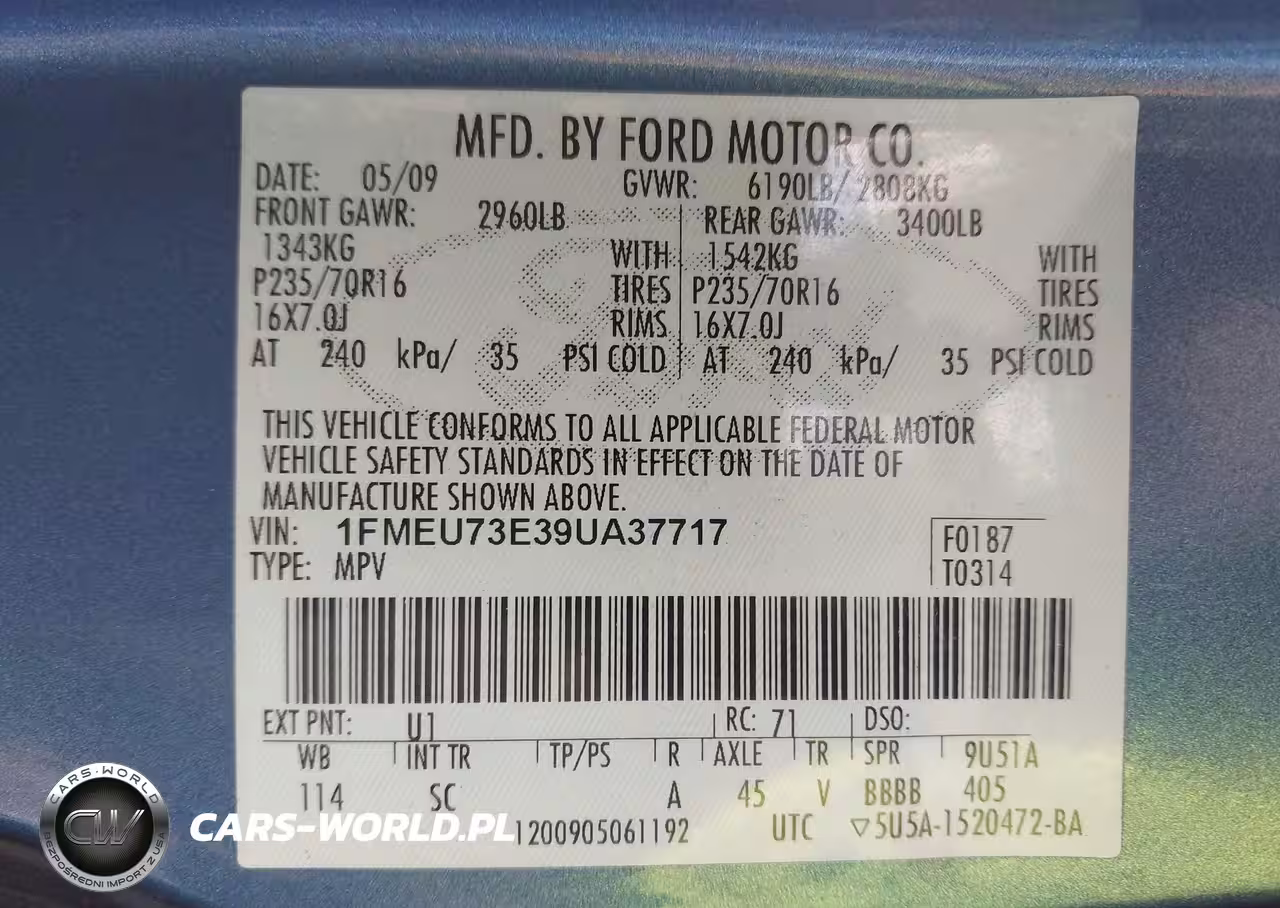 MFD. BY FORD MOTOR CO.
DATE: 05/09 GVWR: 6190LB/ 2808KG
FRONT GAWR: 2960LB REAR GAWR: 3400LB
1343KG WITH 1542KG WITH
P235/70R16 TIRES P235/70R16 TIRES
16X7.0J RIMS 16X7.0J RIMS
AT 240 kPa/ 35 PSI COLD AT 240 kPa/ 35 PSI COLD
THIS VEHICLE CONFORMS TO ALL APPLICABLE FEDERAL MOTOR
VEHICLE SAFETY STANDARDS IN EFFECT ON THE DATE OF
MANUFACTURE SHOWN ABOVE.
VIN: 1FMEU73E39UA37717
F0187
TYPE: MPV
T0314
EXT PNT: U1 RC: 71 DSO:
WB INT TR TP/PS R AXLE TR SPR 9U51A
114 SC A 45 V BBBB 405
1200905061192 UTC ▽5U5A-1520472-BA
CARS-WORLD
CW
BEZPOŚREDNI IMPORT Z USA
CARS-WORLD.PL